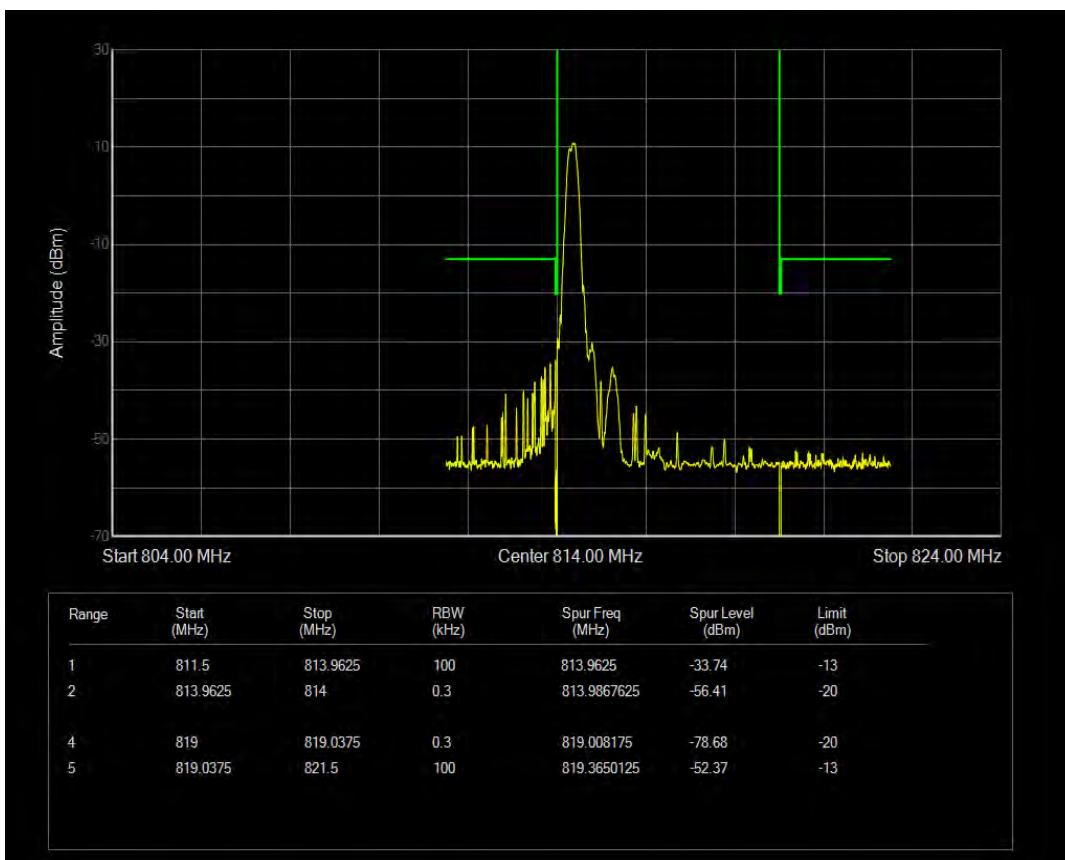 30
10
-10
-30
-50
-70
Amplitude (dBm)
Start 804.00 MHz Center 814.00 MHz Stop 824.00 MHz
Range Start (MHz) Stop (MHz) RBW (kHz) Spur Freq (MHz) Spur Level (dBm) Limit (dBm)
1 811.5 813.9625 100 813.9625 -33.74 -13
2 813.9625 814 0.3 813.9867625 -56.41 -20
4 819 819.0375 0.3 819.008175 -78.68 -20
5 819.0375 821.5 100 819.3650125 -52.37 -13